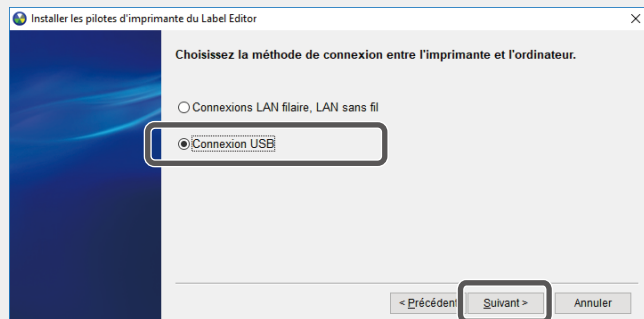 Installer les pilotes d'imprimante du Label Editor
Choisissez la méthode de connexion entre l'imprimante et l'ordinateur.
Connexions LAN filaire, LAN sans fil
Connexion USB
< Précédent Suivant > Annuler